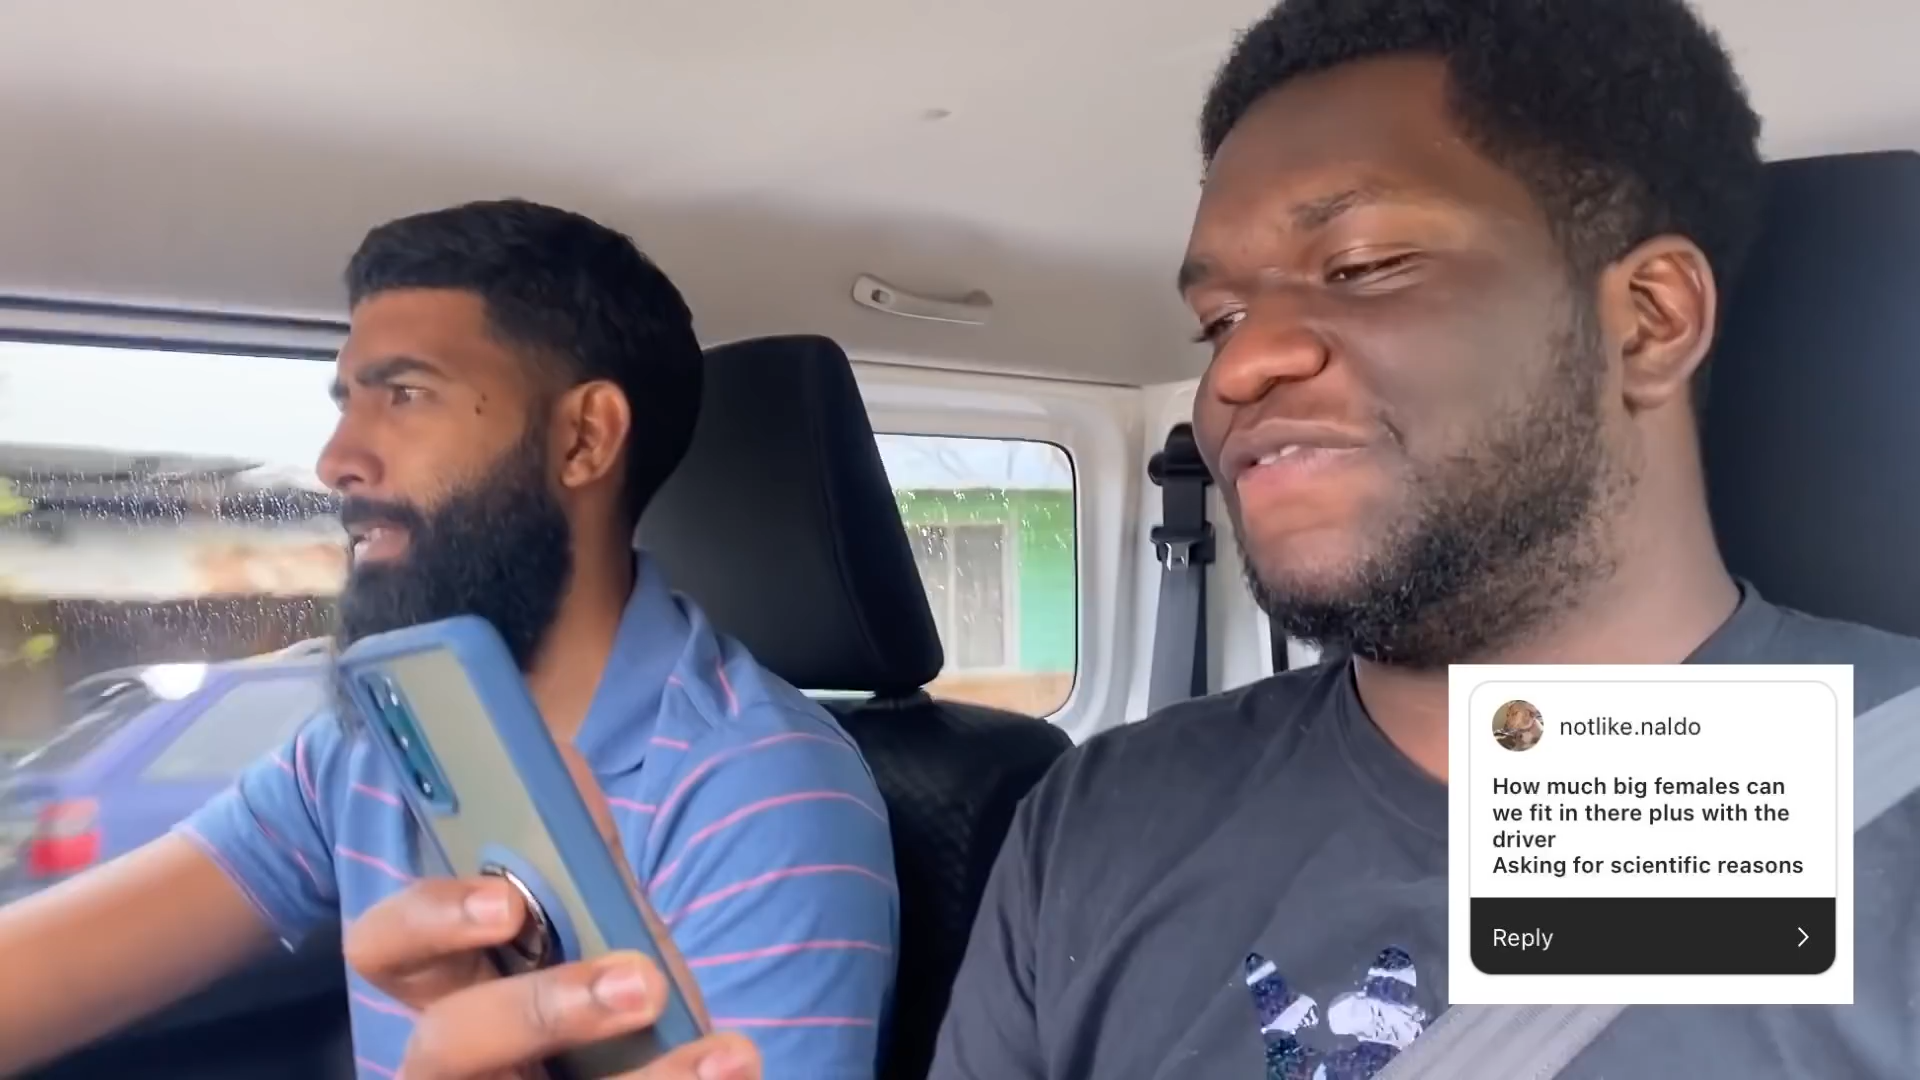 notlike.naldo
How much big females can
we fit in there plus with the
driver
Asking for scientific reasons
Reply